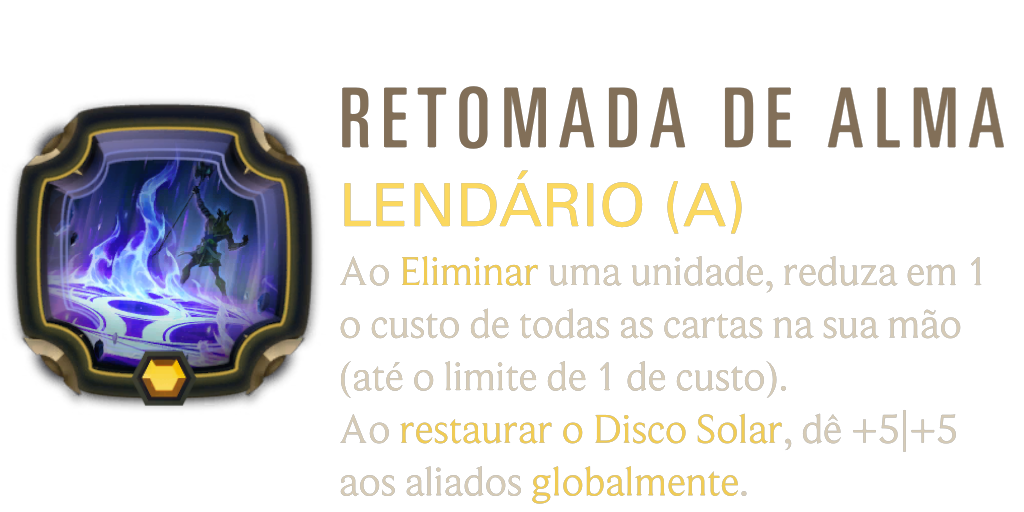 RETOMADA DE ALMA
LENDÁRIO (A)
Ao Eliminar uma unidade, reduza em 1
o custo de todas as cartas na sua mão
(até o limite de 1 de custo).
Ao restaurar o Disco Solar, dê +5|+5
aos aliados globalmente.